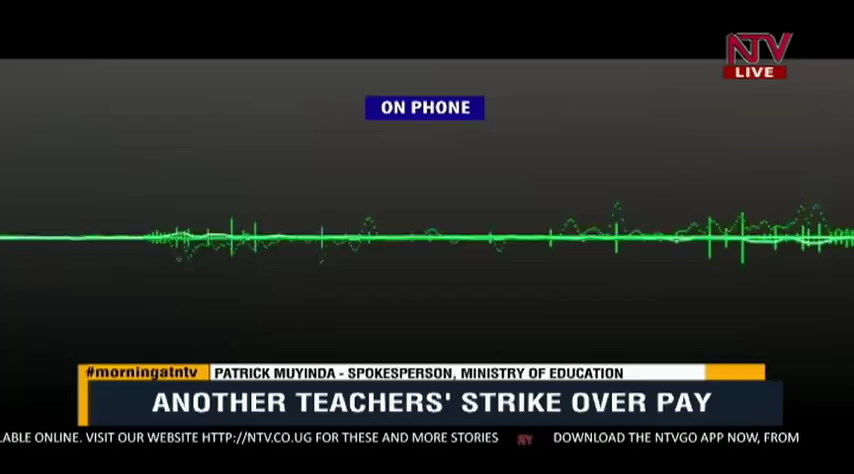 NTV
LIVE
ON PHONE
#morningatntv
PATRICK MUYINDA - SPOKESPERSON, MINISTRY OF EDUCATION
ANOTHER TEACHERS' STRIKE OVER PAY
LABLE ONLINE. VISIT OUR WEBSITE HTTP://NTV.CO.UG FOR THESE AND MORE STORIES NTV DOWNLOAD THE NTVGO APP NOW, FROM